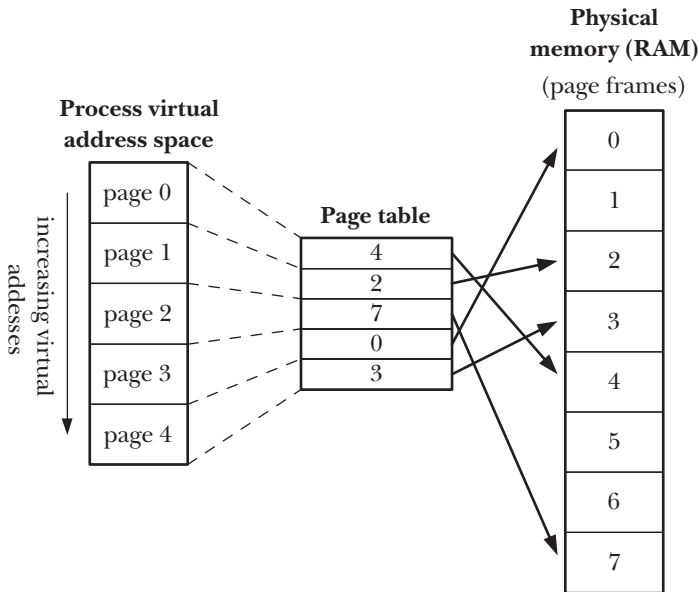 Physical
memory (RAM)
(page frames)
Process virtual
address space
page 0
page 1
page 2
page 3
page 4
increasing virtual
addesses
Page table
4
2
7
0
3
0
1
2
3
4
5
6
7